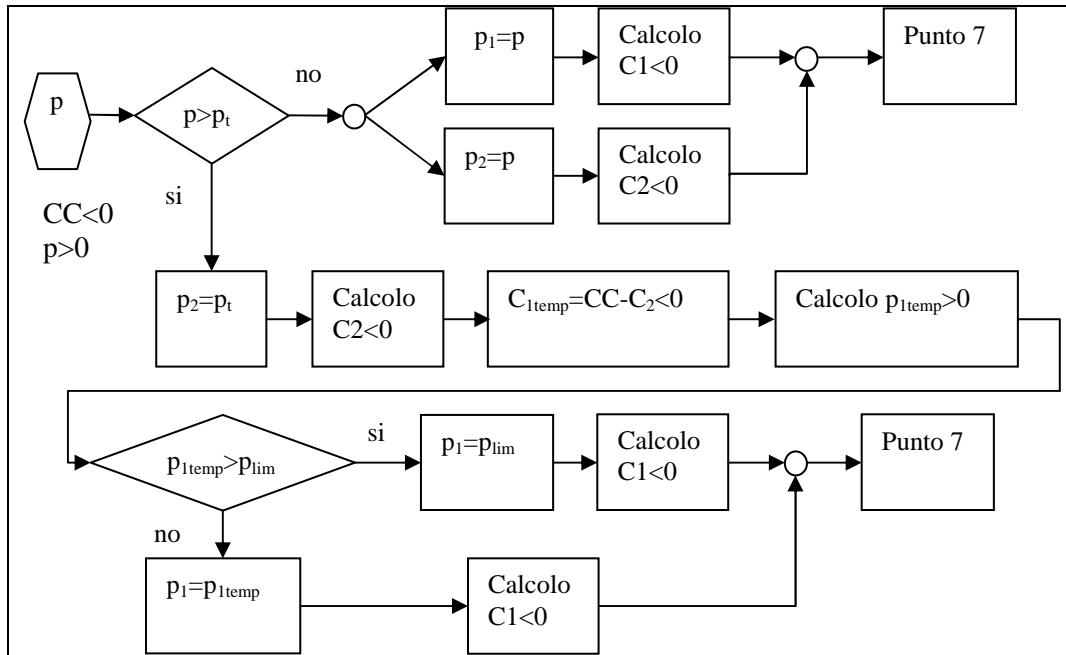 p
p>pt
no
si
CC<0
p>0
p1=p
Calcolo
C1<0
Punto 7
p2=p
Calcolo
C2<0
p2=pt
Calcolo
C2<0
C1temp=CC-C2<0
Calcolo p1temp>0
p1temp>plim
si
no
p1=plim
Calcolo
C1<0
Punto 7
p1=p1temp
Calcolo
C1<0